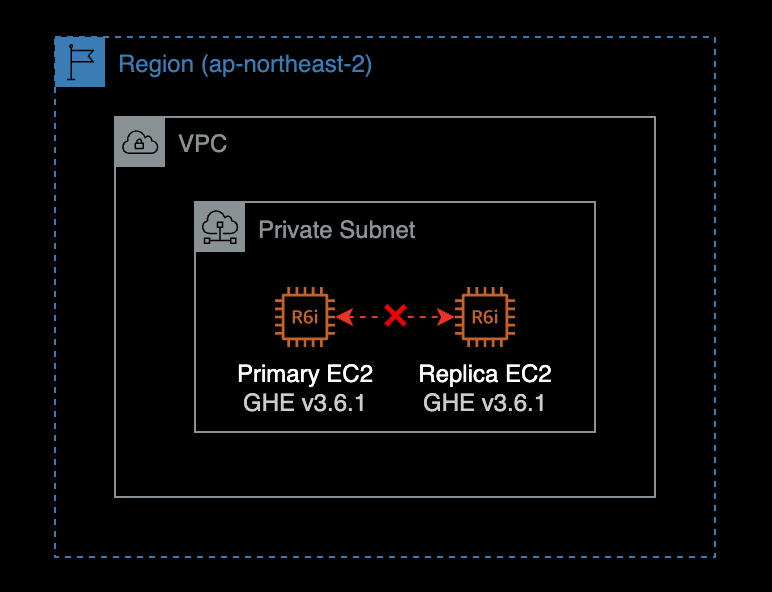 Region (ap-northeast-2)
VPC
Private Subnet
R6i
R6i
Primary EC2
GHE v3.6.1
Replica EC2
GHE v3.6.1